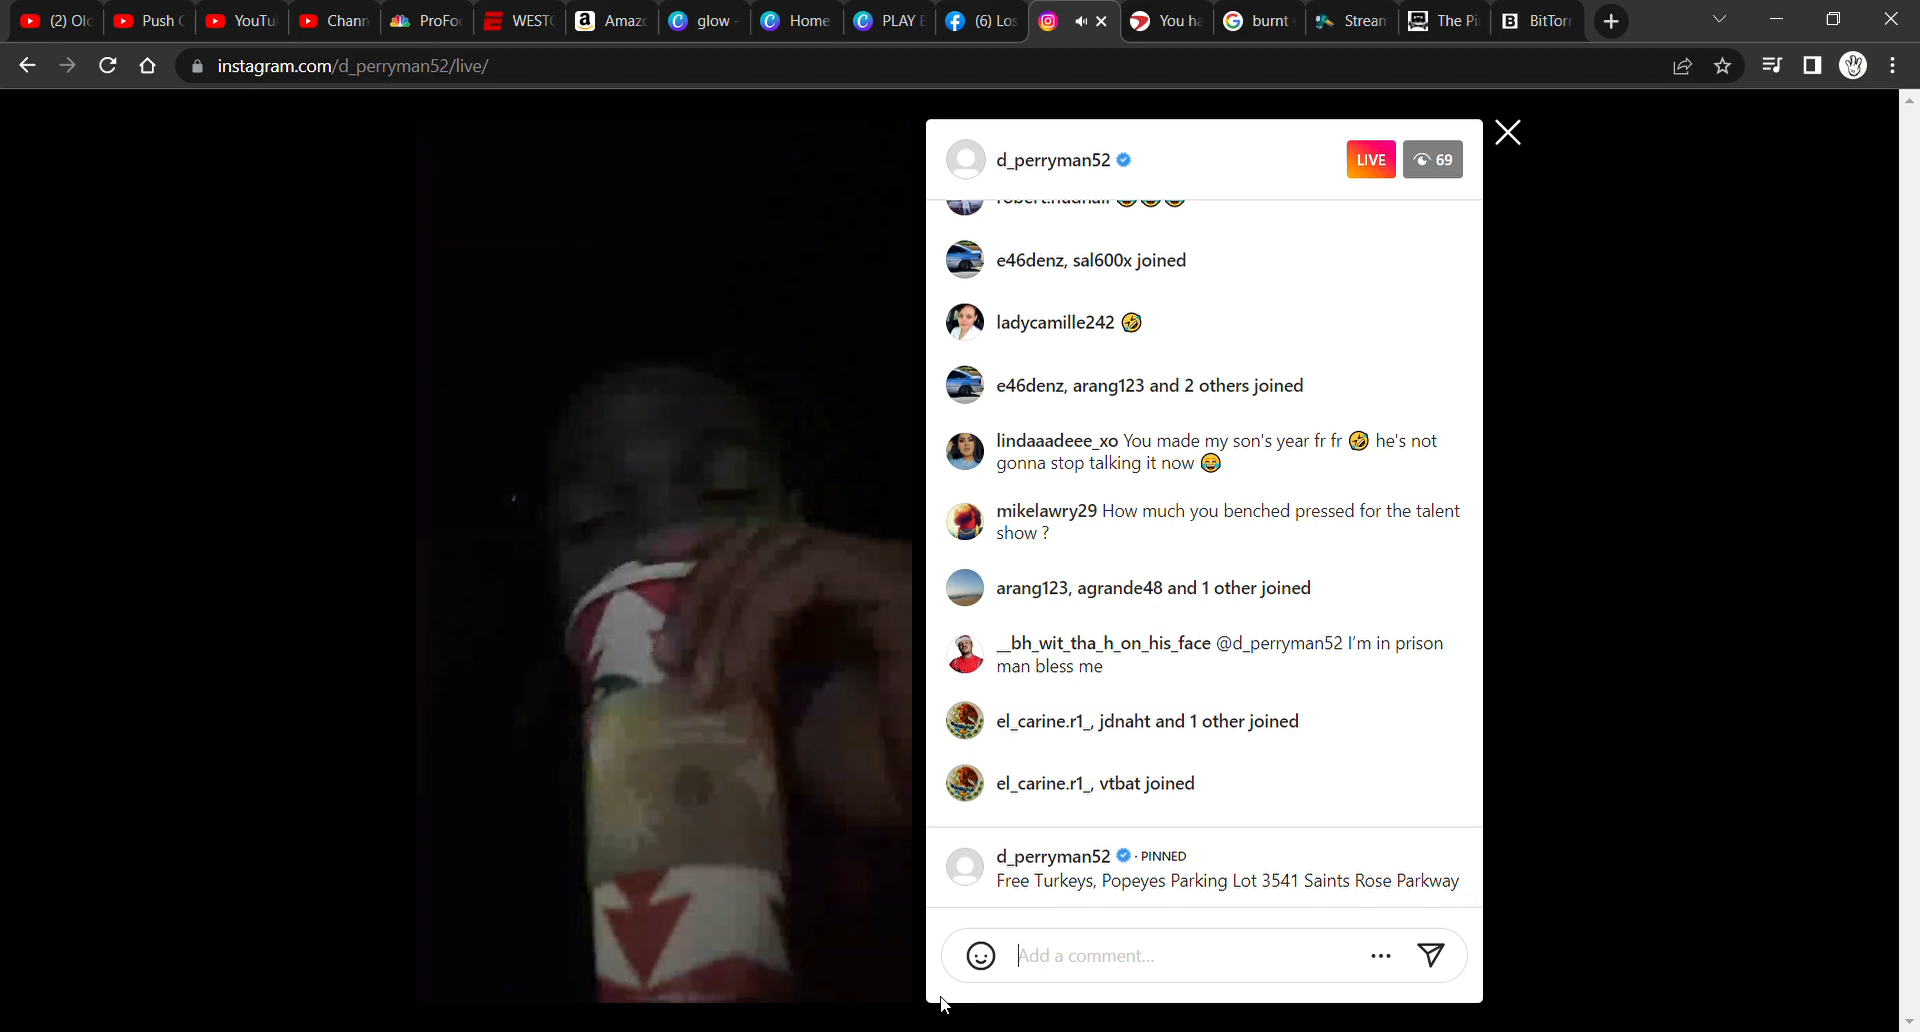 (2) Ol
Push
YouTu
Chann
ProFo
WEST
Amaz
glow -
Home
PLAY
(6) Los
You ha
burnt
Stream
The Pi
BitTorr
instagram.com/d_perryman52/live/
d_perryman52
LIVE
69
e46denz, sal600x joined
ladycamille242 🤣
e46denz, arang123 and 2 others joined
lindaaadeee_xo You made my son's year fr fr 🤣 he's not
gonna stop talking it now 😂
mikelawry29 How much you benched pressed for the talent
show ?
arang123, agrande48 and 1 other joined
__bh_wit_tha_h_on_his_face @d_perryman52 I'm in prison
man bless me
el_carine.r1_, jdnaht and 1 other joined
el_carine.r1_, vtbat joined
d_perryman52 · PINNED
Free Turkeys, Popeyes Parking Lot 3541 Saints Rose Parkway
Add a comment...